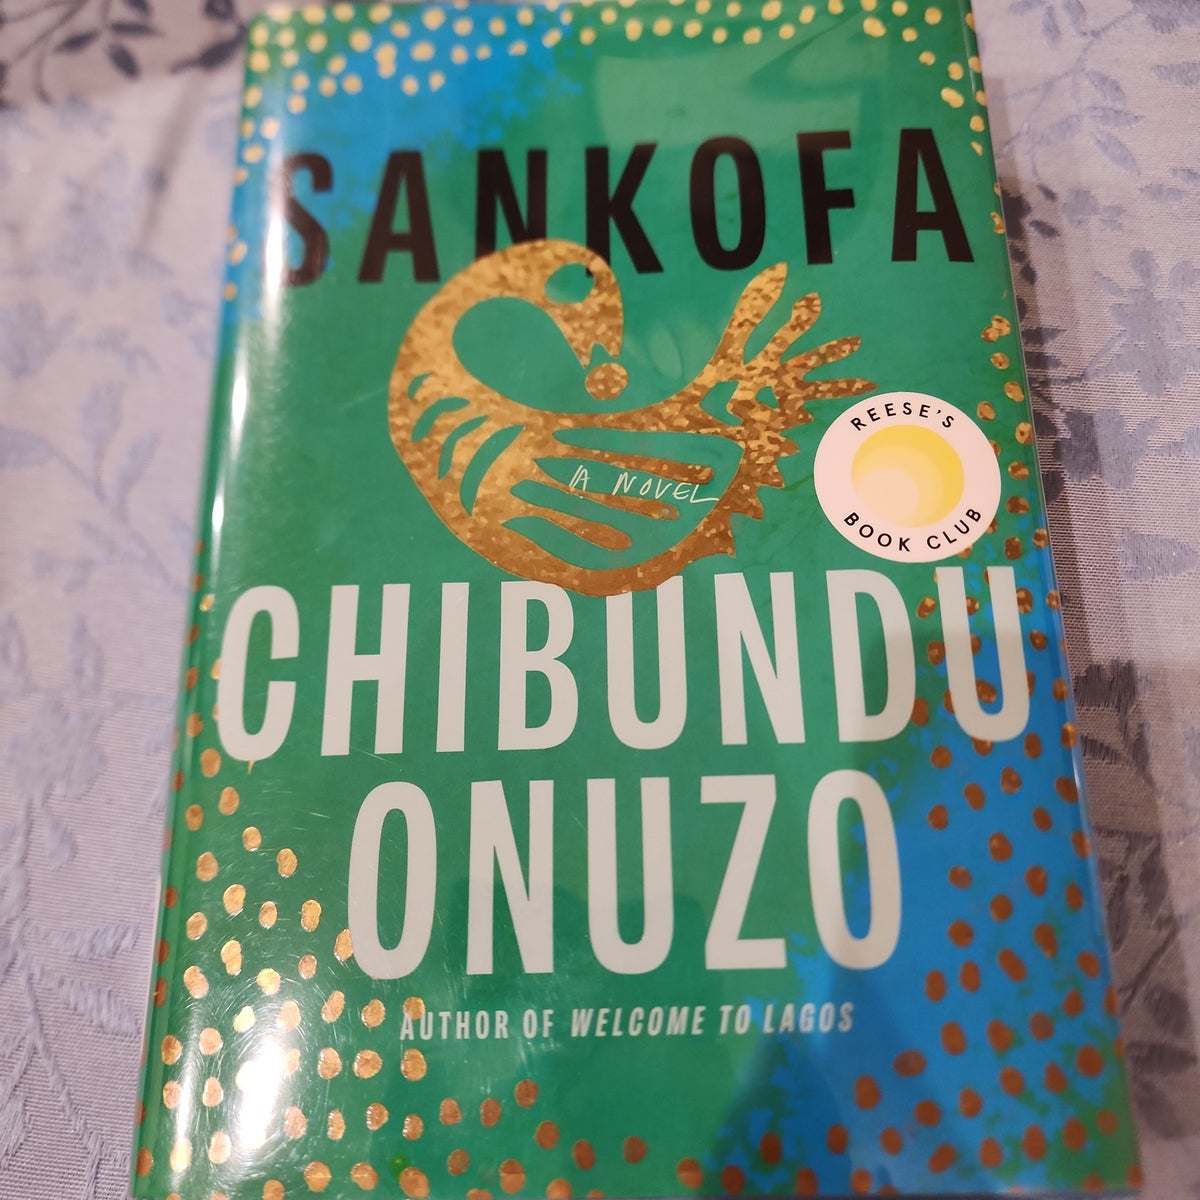 SANKOFA
A NOVEL
REESE'S
BOOK CLUB
CHIBUNDU
ONUZO
AUTHOR OF WELCOME TO LAGOS